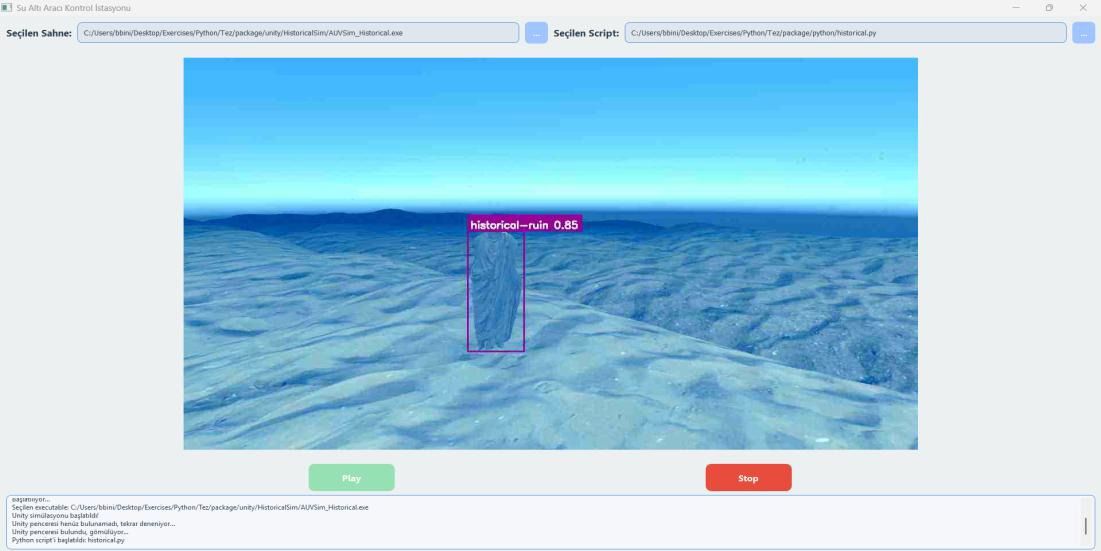 Su Altı Aracı Kontrol İstasyonu
Seçilen Sahne: C:/Users/bbini/Desktop/Exercises/Python/Tez/package/unity/HistoricalSim/AUVSim_Historical.exe ... Seçilen Script: C:/Users/bbini/Desktop/Exercises/Python/Tez/package/python/historical.py ...
historical-ruin 0.85
Play Stop
Başlatılıyor...
Seçilen executable: C:/Users/bbini/Desktop/Exercises/Python/Tez/package/unity/HistoricalSim/AUVSim_Historical.exe
Unity simülasyonu başlatıldı!
Unity penceresi henüz bulunamadı, tekrar deneniyor...
Unity penceresi bulundu, gömülüyor...
Python script'i başlatıldı: historical.py